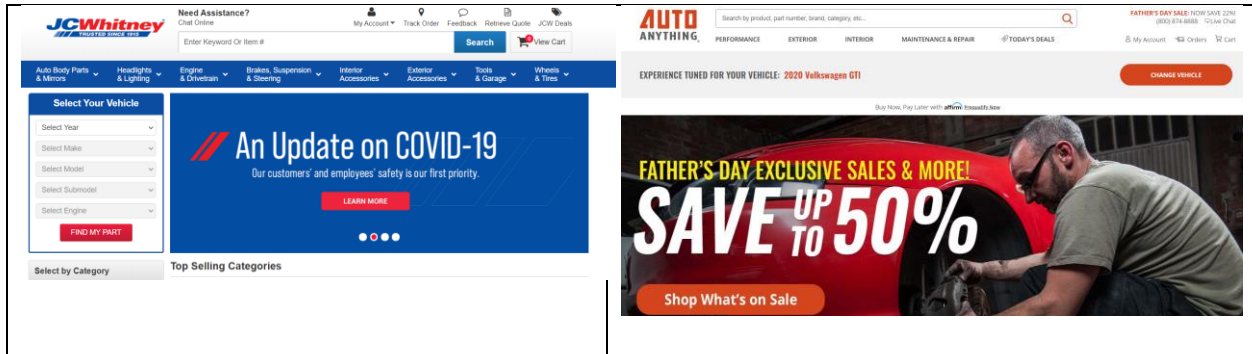 JCWhitney
TRUSTED SINCE 1915
Need Assistance?
Chat Online
My Account
Track Order
Feedback
Retrieve Quote
JCW Deals
Enter Keyword Or Item #
Search
View Cart
Auto Body Parts
& Mirrors
Headlights
& Lighting
Engine
& Drivetrain
Brakes, Suspension
& Steering
Interior
Accessories
Exterior
Accessories
Tools
& Garage
Wheels
& Tires
Select Your Vehicle
Select Year
Select Make
Select Model
Select Submodel
Select Engine
FIND MY PART
An Update on COVID-19
Our customers' and employees' safety is our first priority.
LEARN MORE
Select by Category
Top Selling Categories
AUTO
ANYTHING
Search by product, part number, brand, category, etc...
FATHER'S DAY SALE: NOW SAVE 22%!
(800) 874-8888 Live Chat
PERFORMANCE
EXTERIOR
INTERIOR
MAINTENANCE & REPAIR
TODAY'S DEALS
My Account
Orders
Cart
EXPERIENCE TUNED FOR YOUR VEHICLE: 2020 Volkswagen GTI
CHANGE VEHICLE
Buy Now, Pay Later with affirm Prequalify Now
FATHER'S DAY EXCLUSIVE SALES & MORE!
SAVE UP TO 50%
Shop What's on Sale